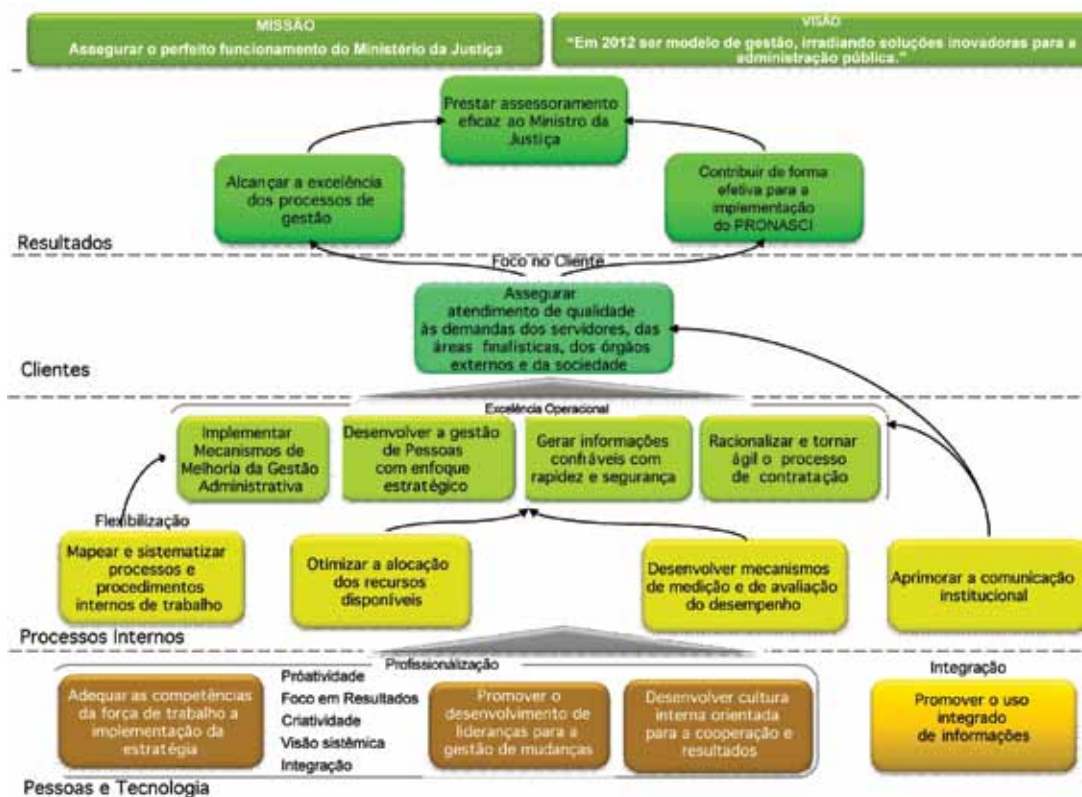 MISSÃO
Assegurar o perfeito funcionamento do Ministério da Justiça
VISÃO
“Em 2012 ser modelo de gestão, irradiando soluções inovadoras para a
administração pública.”
Prestar assessoramento
eficaz ao Ministro da
Justiça
Alcançar a excelência
dos processos de
gestão
Contribuir de forma
efetiva para a
implementação
do PRONASCI
Resultados
Foco no Cliente
Assegurar
atendimento de qualidade
às demandas dos servidores, das
áreas finalísticas, dos órgãos
externos e da sociedade
Clientes
Excelência Operacional
Implementar
Mecanismos de
Melhoria da Gestão
Administrativa
Desenvolver a gestão
de Pessoas
com enfoque
estratégico
Gerar informações
confiáveis com
rapidez e segurança
Racionalizar e tornar
ágil o processo
de contratação
Flexibilização
Mapear e sistematizar
processos e
procedimentos
internos de trabalho
Otimizar a alocação
dos recursos
disponíveis
Desenvolver mecanismos
de medição e de avaliação
do desempenho
Aprimorar a comunicação
institucional
Processos Internos
Profissionalização
Adequar as competências
da força de trabalho a
implementação da
estratégia
Próatividade
Foco em Resultados
Criatividade
Visão sistêmica
Integração
Promover o
desenvolvimento de
lideranças para a
gestão de mudanças
Desenvolver cultura
interna orientada
para a cooperação e
resultados
Integração
Promover o uso
integrado
de informações
Pessoas e Tecnologia